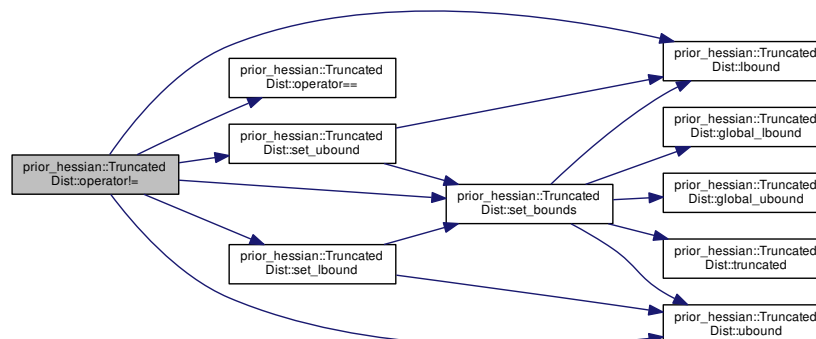 prior_hessian::Truncated
Dist::operator!=
prior_hessian::Truncated
Dist::operator==
prior_hessian::Truncated
Dist::set_ubound
prior_hessian::Truncated
Dist::set_lbound
prior_hessian::Truncated
Dist::set_bounds
prior_hessian::Truncated
Dist::lbound
prior_hessian::Truncated
Dist::global_lbound
prior_hessian::Truncated
Dist::global_ubound
prior_hessian::Truncated
Dist::truncated
prior_hessian::Truncated
Dist::ubound